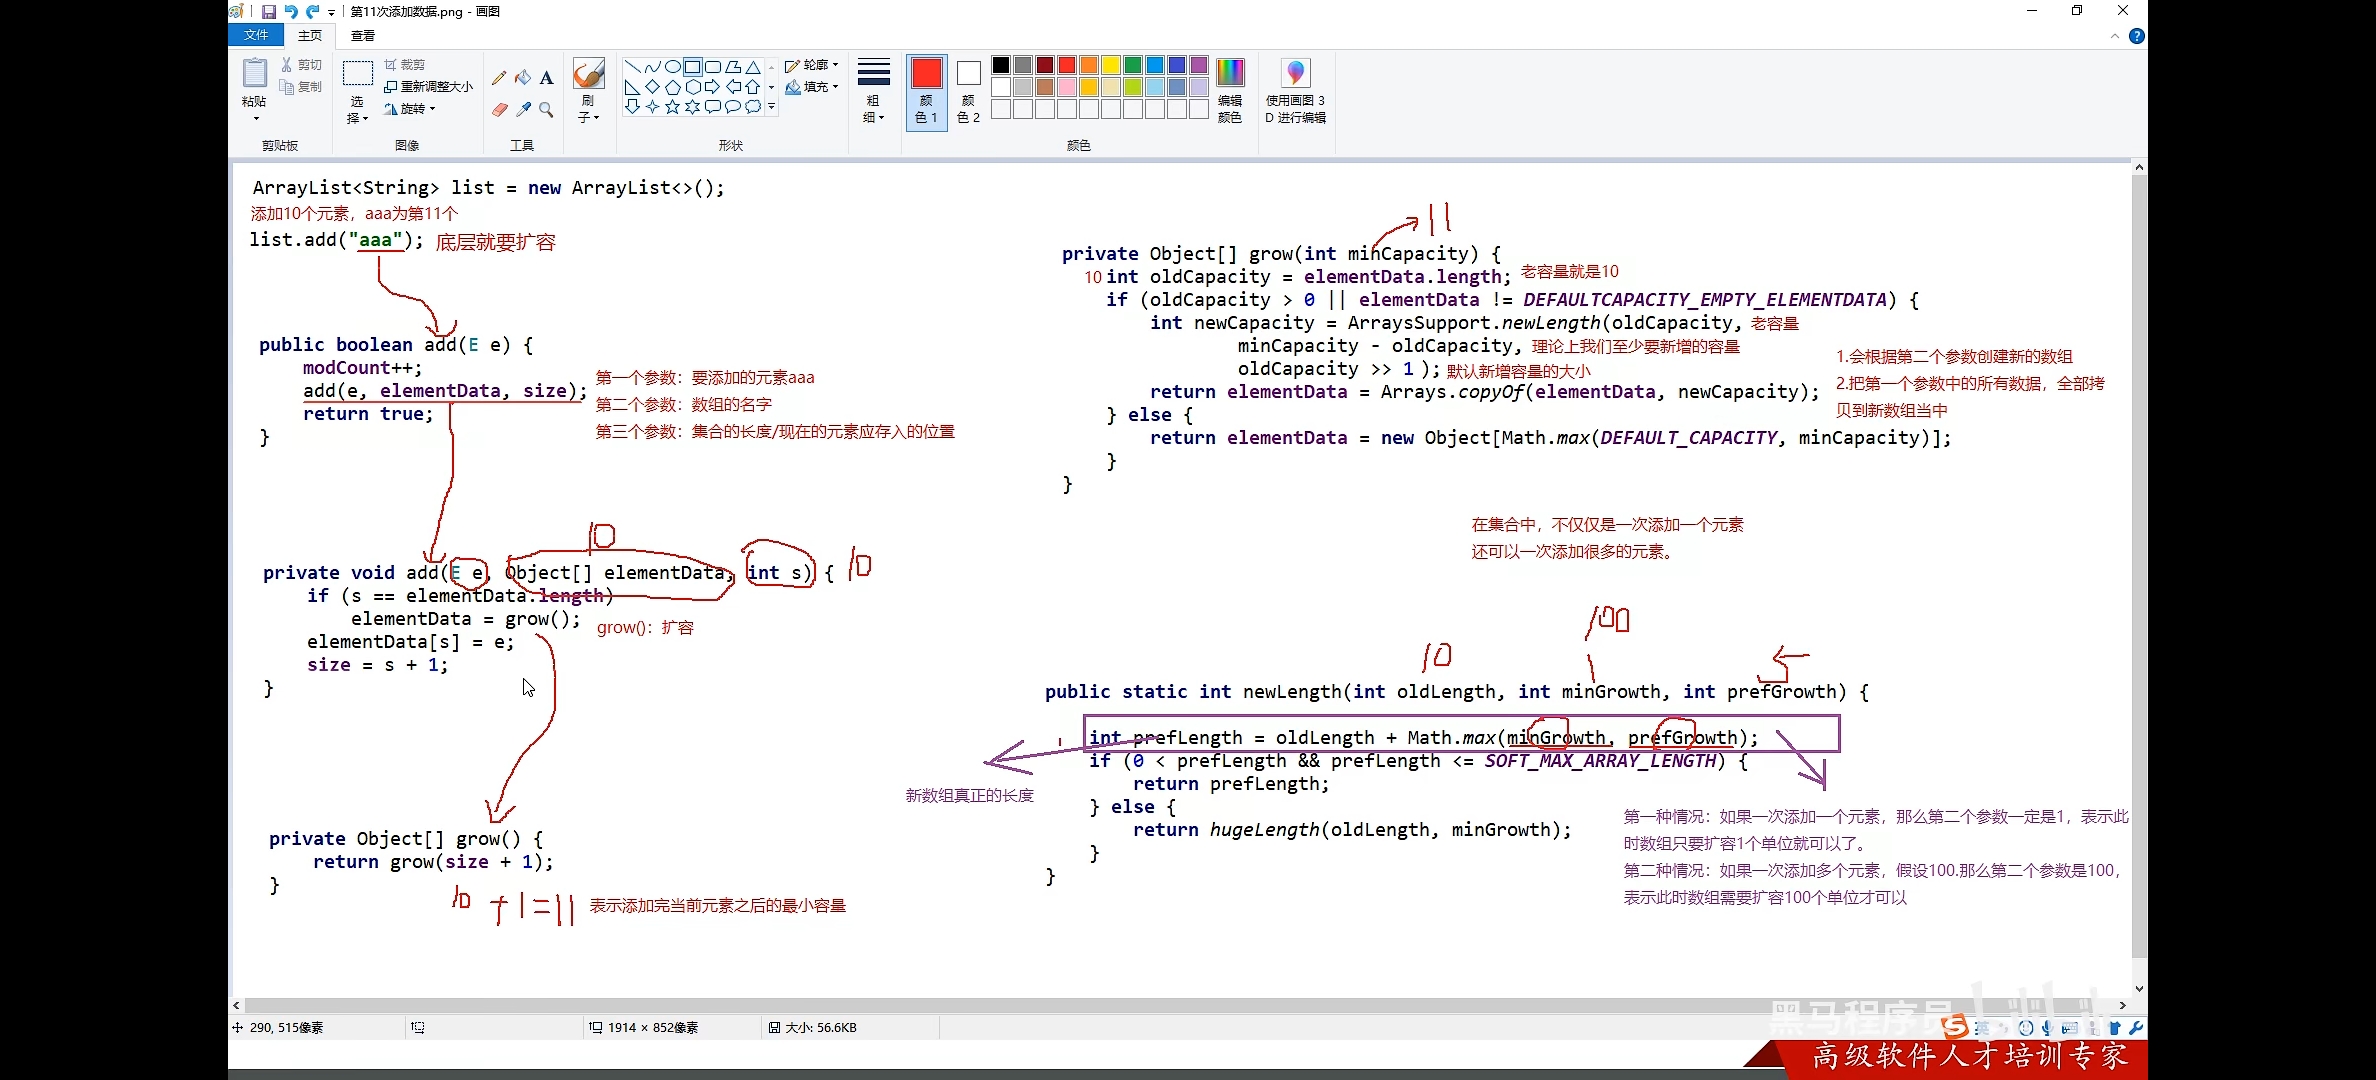 第11次添加数据.png - 画图
文件 主页 查看
粘贴 剪切 复制 剪贴板
选择 裁剪 重新调整大小 旋转 图像
A 工具
刷子
轮廓 填充 形状
粗细
颜色 1 颜色 2 编辑颜色 颜色
使用画图 3D 进行编辑
ArrayList<String> list = new ArrayList<>();
添加10个元素，aaa为第11个
list.add("aaa"); 底层就要扩容
public boolean add(E e) {
modCount++;
add(e, elementData, size);
return true;
}
第一个参数：要添加的元素aaa
第二个参数：数组的名字
第三个参数：集合的长度/现在的元素应存入的位置
10
private void add(E e, Object[] elementData, int s) { 10
if (s == elementData.length)
elementData = grow(); grow()：扩容
elementData[s] = e;
size = s + 1;
}
private Object[] grow() {
return grow(size + 1);
}
10 +1=11 表示添加完当前元素之后的最小容量
11
private Object[] grow(int minCapacity) {
10 int oldCapacity = elementData.length; 老容量就是10
if (oldCapacity > 0 || elementData != DEFAULTCAPACITY_EMPTY_ELEMENTDATA) {
int newCapacity = ArraysSupport.newLength(oldCapacity, 老容量
minCapacity - oldCapacity, 理论上我们至少要新增的容量
oldCapacity >> 1 ); 默认新增容量的大小
return elementData = Arrays.copyOf(elementData, newCapacity);
} else {
return elementData = new Object[Math.max(DEFAULT_CAPACITY, minCapacity)];
}
}
1.会根据第二个参数创建新的数组
2.把第一个参数中的所有数据，全部拷
贝到新数组当中
在集合中，不仅仅是一次添加一个元素
还可以一次添加很多的元素。
100
10 1 5
public static int newLength(int oldLength, int minGrowth, int prefGrowth) {
int prefLength = oldLength + Math.max(minGrowth, prefGrowth);
if (0 < prefLength && prefLength <= SOFT_MAX_ARRAY_LENGTH) {
return prefLength;
} else {
return hugeLength(oldLength, minGrowth);
}
}
新数组真正的长度
第一种情况：如果一次添加一个元素，那么第二个参数一定是1，表示此
时数组只要扩容1个单位就可以了。
第二种情况：如果一次添加多个元素，假设100.那么第二个参数是100，
表示此时数组需要扩容100个单位才可以
290, 515像素 1914 × 852像素 大小: 56.6KB
黑马程序员
英
高级软件人才培训专家